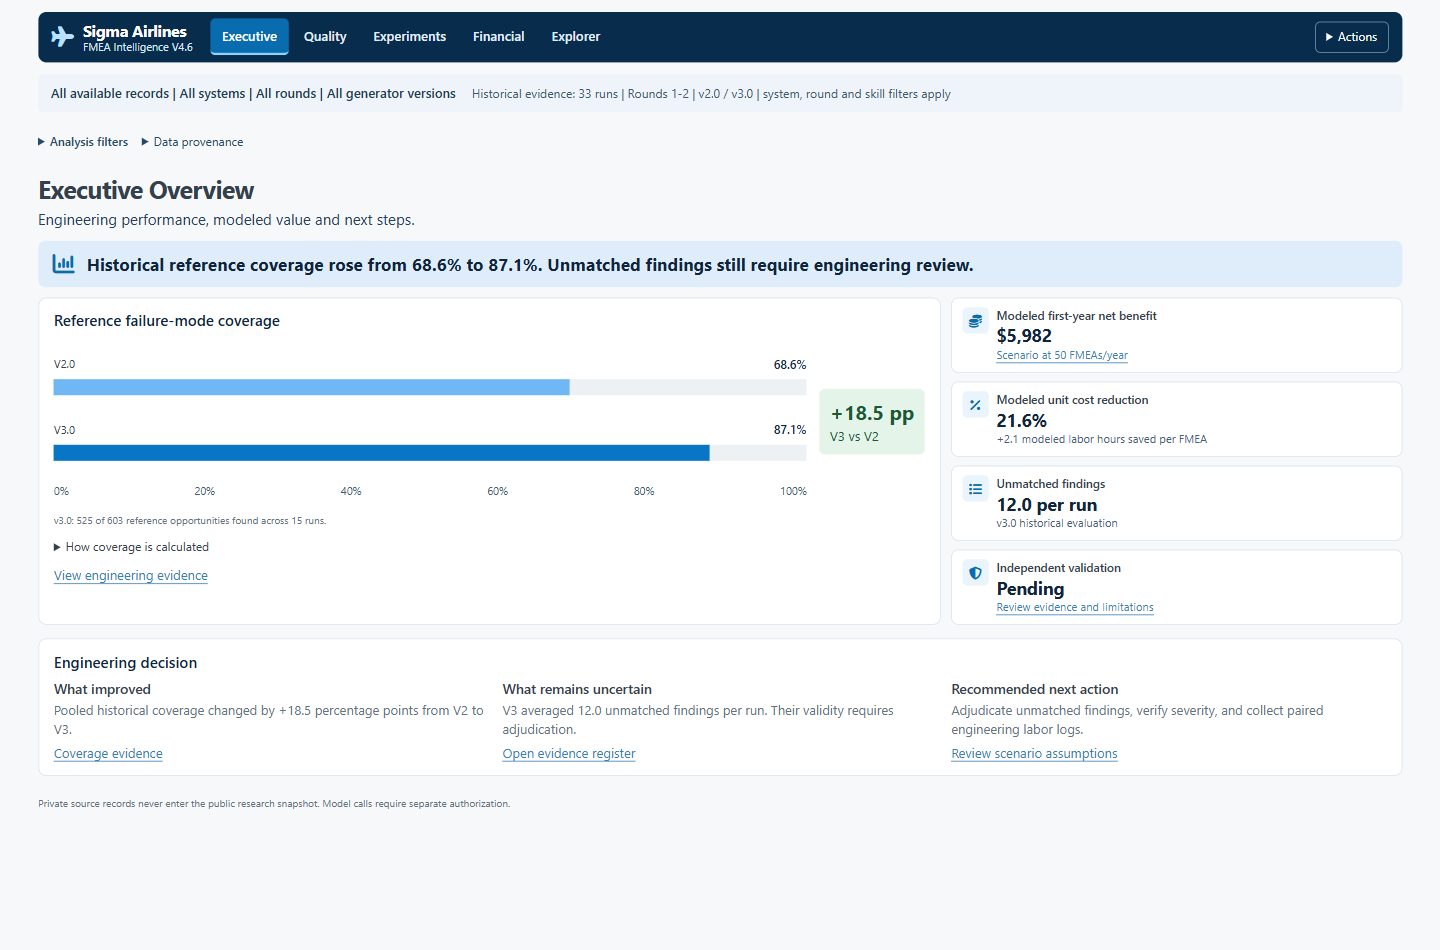 Sigma Airlines
FMEA Intelligence V4.6
Executive
Quality
Experiments
Financial
Explorer
Actions
All available records | All systems | All rounds | All generator versions
Historical evidence: 33 runs | Rounds 1-2 | v2.0 / v3.0 | system, round and skill filters apply
Analysis filters
Data provenance
Executive Overview
Engineering performance, modeled value and next steps.
Historical reference coverage rose from 68.6% to 87.1%. Unmatched findings still require engineering review.
Reference failure-mode coverage
V2.0
68.6%
V3.0
87.1%
+18.5 pp
V3 vs V2
0%
20%
40%
60%
80%
100%
v3.0: 525 of 603 reference opportunities found across 15 runs.
How coverage is calculated
View engineering evidence
Modeled first-year net benefit
$5,982
Scenario at 50 FMEAs/year
Modeled unit cost reduction
21.6%
+2.1 modeled labor hours saved per FMEA
Unmatched findings
12.0 per run
v3.0 historical evaluation
Independent validation
Pending
Review evidence and limitations
Engineering decision
What improved
Pooled historical coverage changed by +18.5 percentage points from V2 to
V3.
Coverage evidence
What remains uncertain
V3 averaged 12.0 unmatched findings per run. Their validity requires
adjudication.
Open evidence register
Recommended next action
Adjudicate unmatched findings, verify severity, and collect paired
engineering labor logs.
Review scenario assumptions
Private source records never enter the public research snapshot. Model calls require separate authorization.